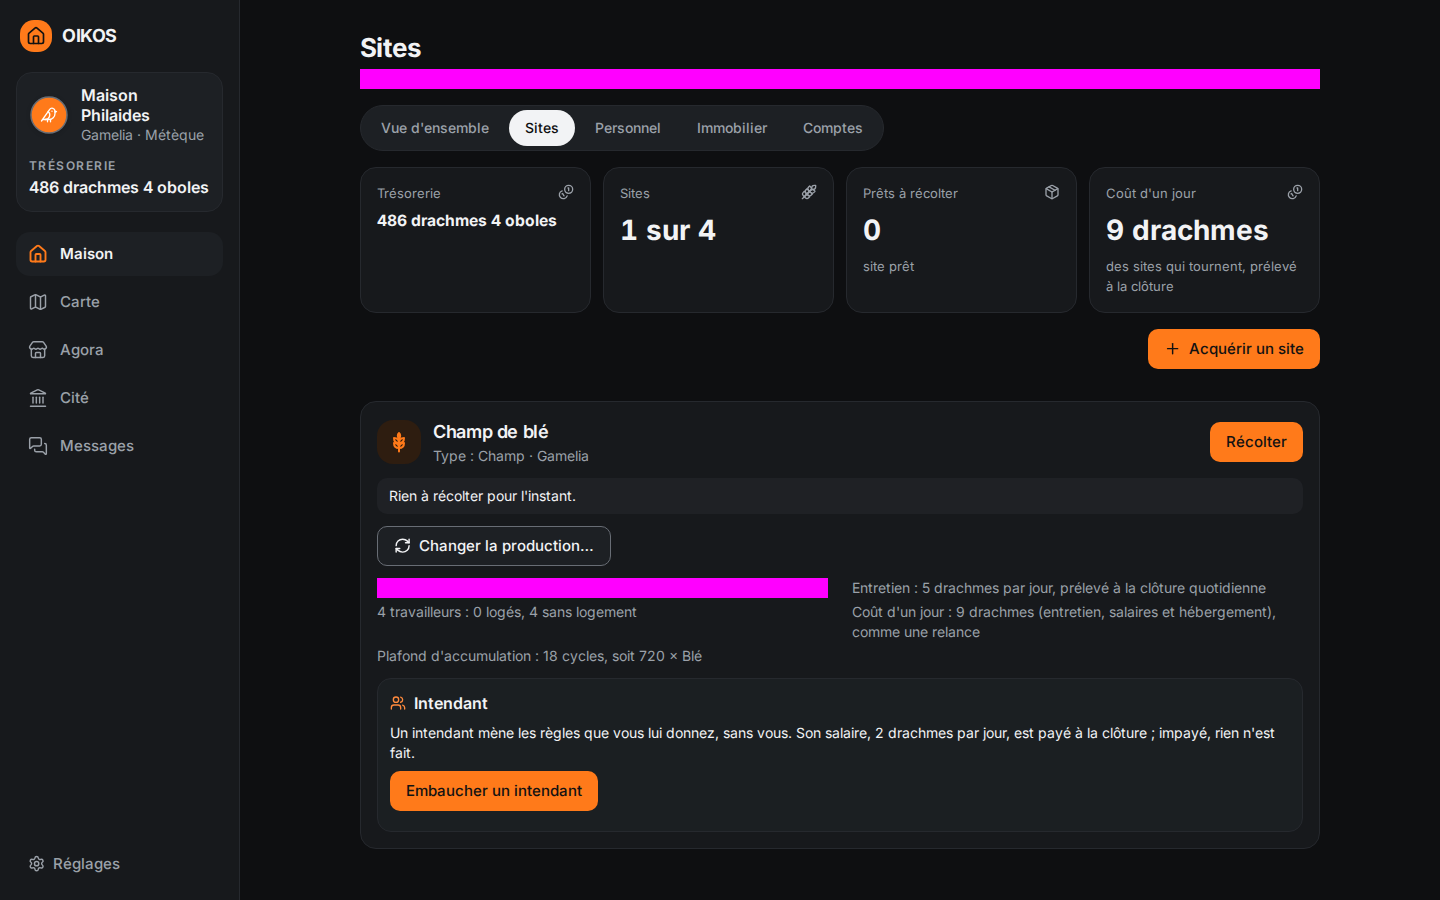 OIKOS
Maison
Philaides
Gamelia · Métèque
TRÉSORERIE
486 drachmes 4 oboles
Maison
Carte
Agora
Cité
Messages
Réglages
Sites
Vue d'ensemble
Sites
Personnel
Immobilier
Comptes
Trésorerie
486 drachmes 4 oboles
Sites
1 sur 4
Prêts à récolter
0
site prêt
Coût d'un jour
9 drachmes
des sites qui tournent, prélevé
à la clôture
Acquérir un site
Champ de blé
Type : Champ · Gamelia
Récolter
Rien à récolter pour l'instant.
Changer la production...
Entretien : 5 drachmes par jour, prélevé à la clôture quotidienne
4 travailleurs : 0 logés, 4 sans logement
Coût d'un jour : 9 drachmes (entretien, salaires et hébergement),
comme une relance
Plafond d'accumulation : 18 cycles, soit 720 × Blé
Intendant
Un intendant mène les règles que vous lui donnez, sans vous. Son salaire, 2 drachmes par jour, est payé à la clôture ; impayé, rien n'est
fait.
Embaucher un intendant